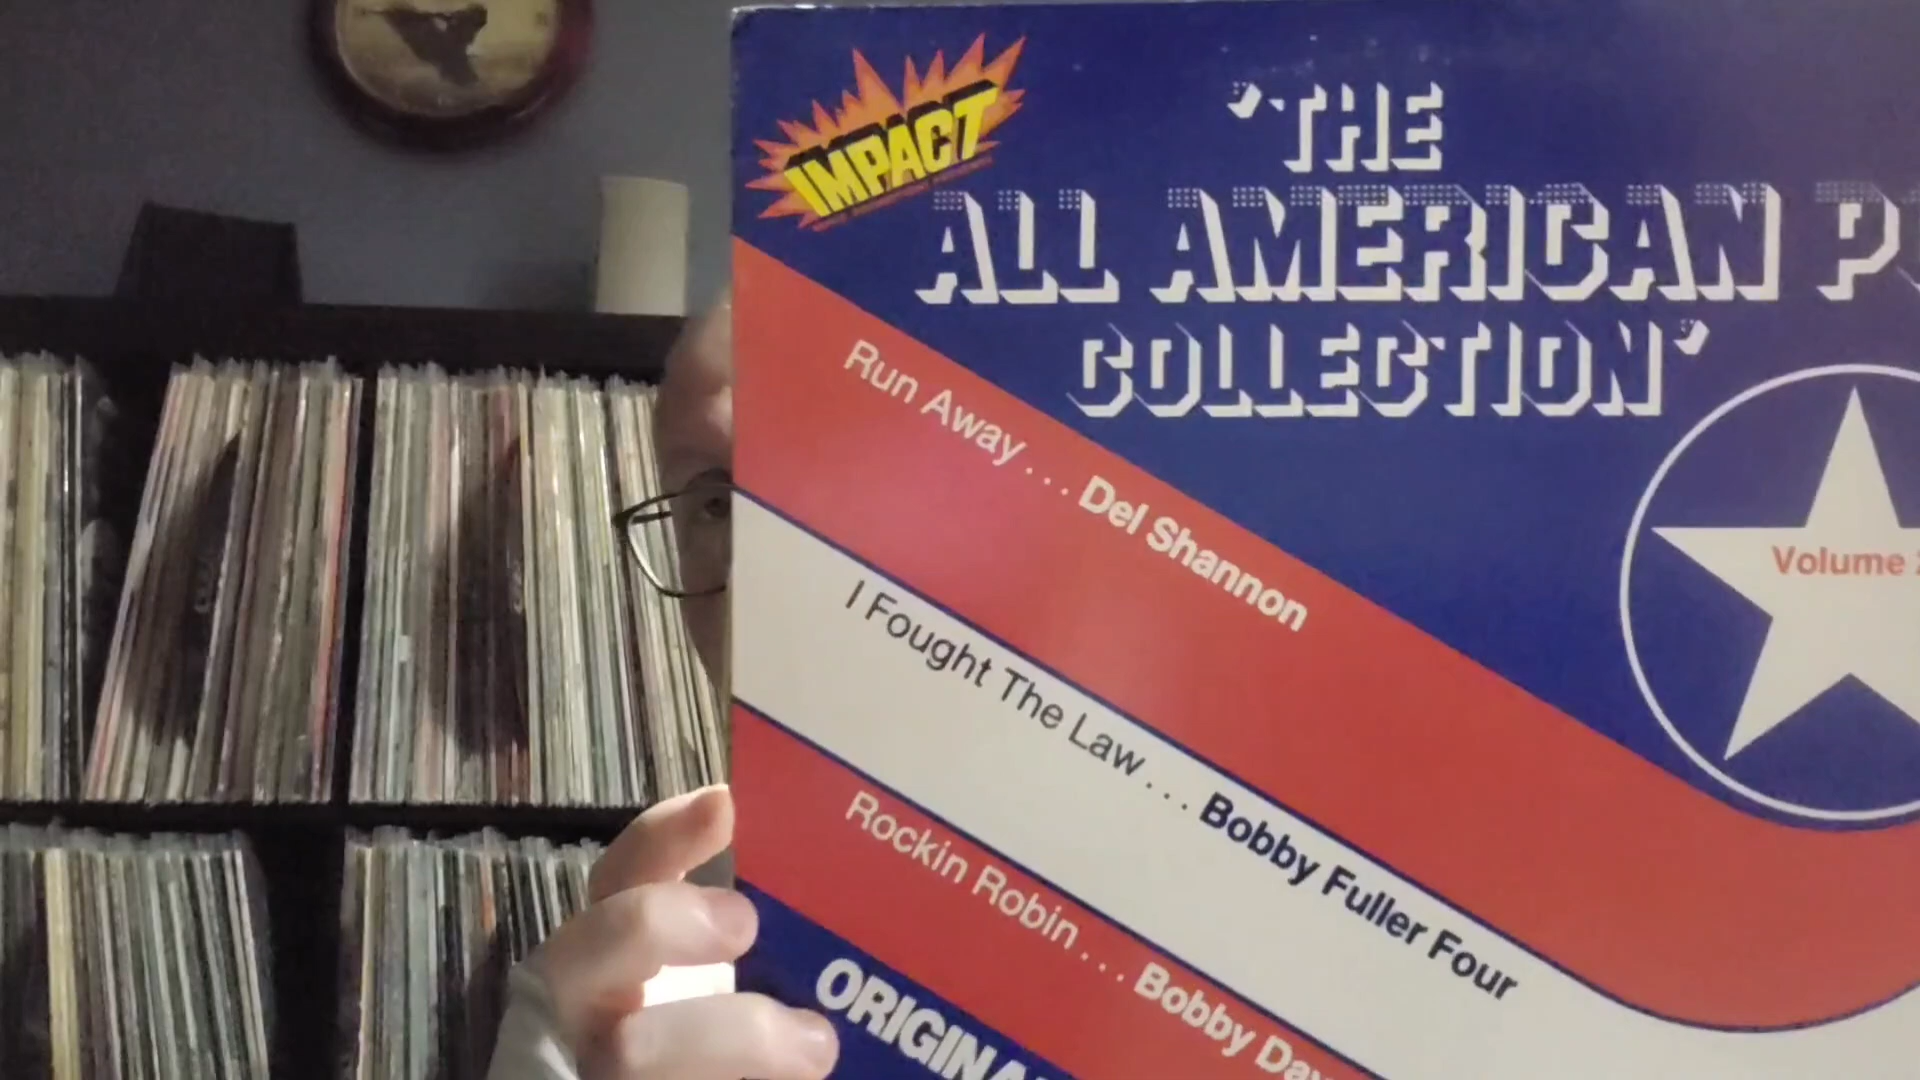 IMPACT
'THE
ALL AMERICAN
COLLECTION'
Run Away... Del Shannon
Volume
I Fought The Law... Bobby Fuller Four
Rockin Robin... Bobby